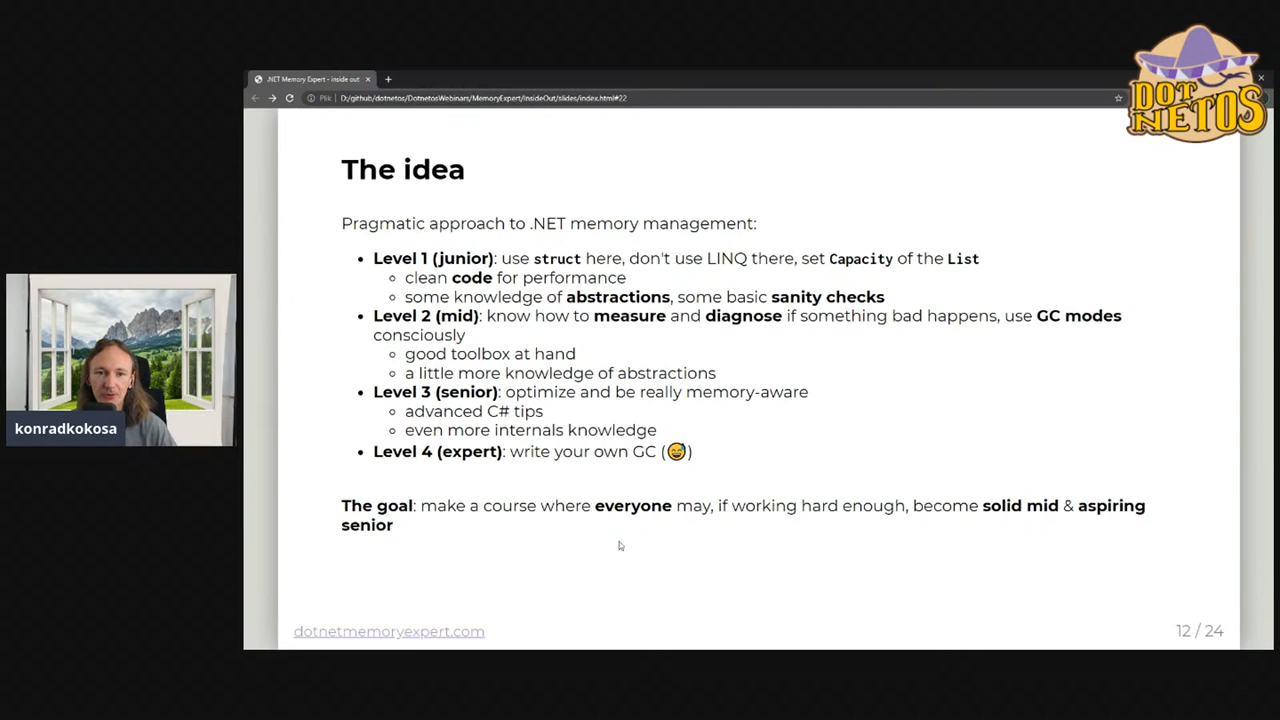 DOT
NETOS
.NET Memory Expert - inside out
Plik | D:/github/dotnetos/DotnetosWebinars/MemoryExpert/InsideOut/slides/index.html#22
The idea
Pragmatic approach to .NET memory management:
• Level 1 (junior): use struct here, don't use LINQ there, set Capacity of the List
◦ clean code for performance
◦ some knowledge of abstractions, some basic sanity checks
• Level 2 (mid): know how to measure and diagnose if something bad happens, use GC modes
consciously
◦ good toolbox at hand
◦ a little more knowledge of abstractions
• Level 3 (senior): optimize and be really memory-aware
◦ advanced C# tips
◦ even more internals knowledge
• Level 4 (expert): write your own GC (😅)
konradkokosa
The goal: make a course where everyone may, if working hard enough, become solid mid & aspiring
senior
dotnetmemoryexpert.com
12 / 24